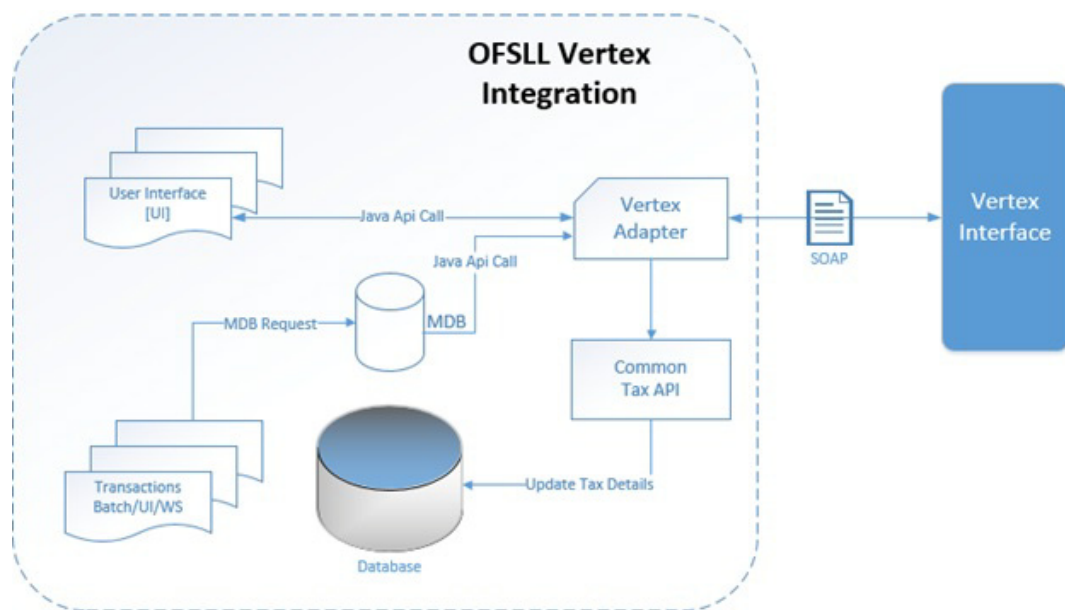 OFSLL Vertex
Integration
User Interface
[UI]
Java Api Call
Vertex
Adapter
SOAP
Vertex
Interface
Java Api Call
MDB Request
MDB
Common
Tax API
Transactions
Batch/UI/WS
Update Tax Details
Database